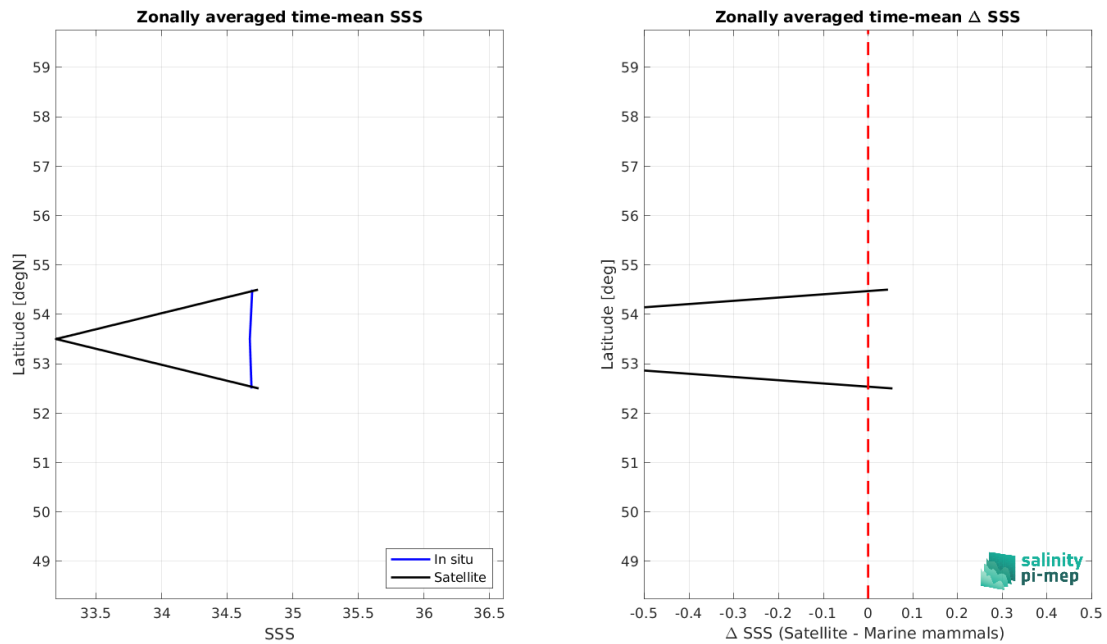 Zonally averaged time-mean SSS
59
58
57
56
55
54
53
52
51
50
49
Latitude [degN]
33.5 34 34.5 35 35.5 36 36.5
SSS
In situ
Satellite
Zonally averaged time-mean Δ SSS
59
58
57
56
55
54
53
52
51
50
49
Latitude [deg]
-0.5 -0.4 -0.3 -0.2 -0.1 0 0.1 0.2 0.3 0.4 0.5
Δ SSS (Satellite - Marine mammals)
salinity
pi-mep